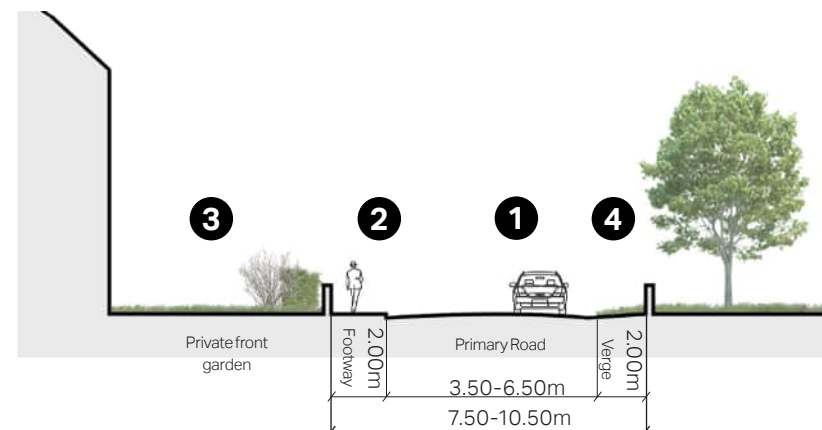 3
2
1
4
Private front
garden
Footway
2.00m
Primary Road
Verge
2.00m
3.50-6.50m
7.50-10.50m